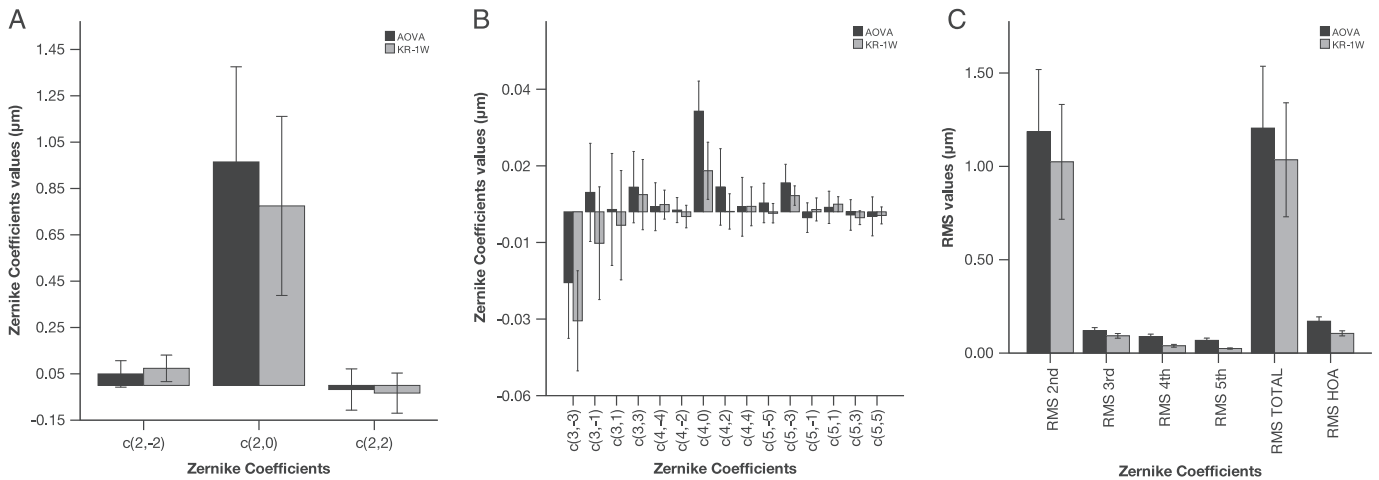 A
AOVA
KR-1W
Zernike Coefficients values (μm)
1.45
1.25
1.05
0.85
0.65
0.45
0.25
0.05
-0.15
c(2,-2)
c(2,0)
c(2,2)
Zernike Coefficients
B
AOVA
KR-1W
Zernike Coefficients values (μm)
0.04
0.02
-0.01
-0.03
-0.06
c(3,-3)
c(3,-1)
c(3,1)
c(3,3)
c(4,-4)
c(4,-2)
c(4,0)
c(4,2)
c(4,4)
c(5,-5)
c(5,-3)
c(5,-1)
c(5,1)
c(5,3)
c(5,5)
Zernike Coefficients
C
AOVA
KR-1W
RMS values (μm)
1.50
1.00
0.50
0.00
RMS 2nd
RMS 3rd
RMS 4th
RMS 5th
RMS TOTAL
RMS HOA
Zernike Coefficients